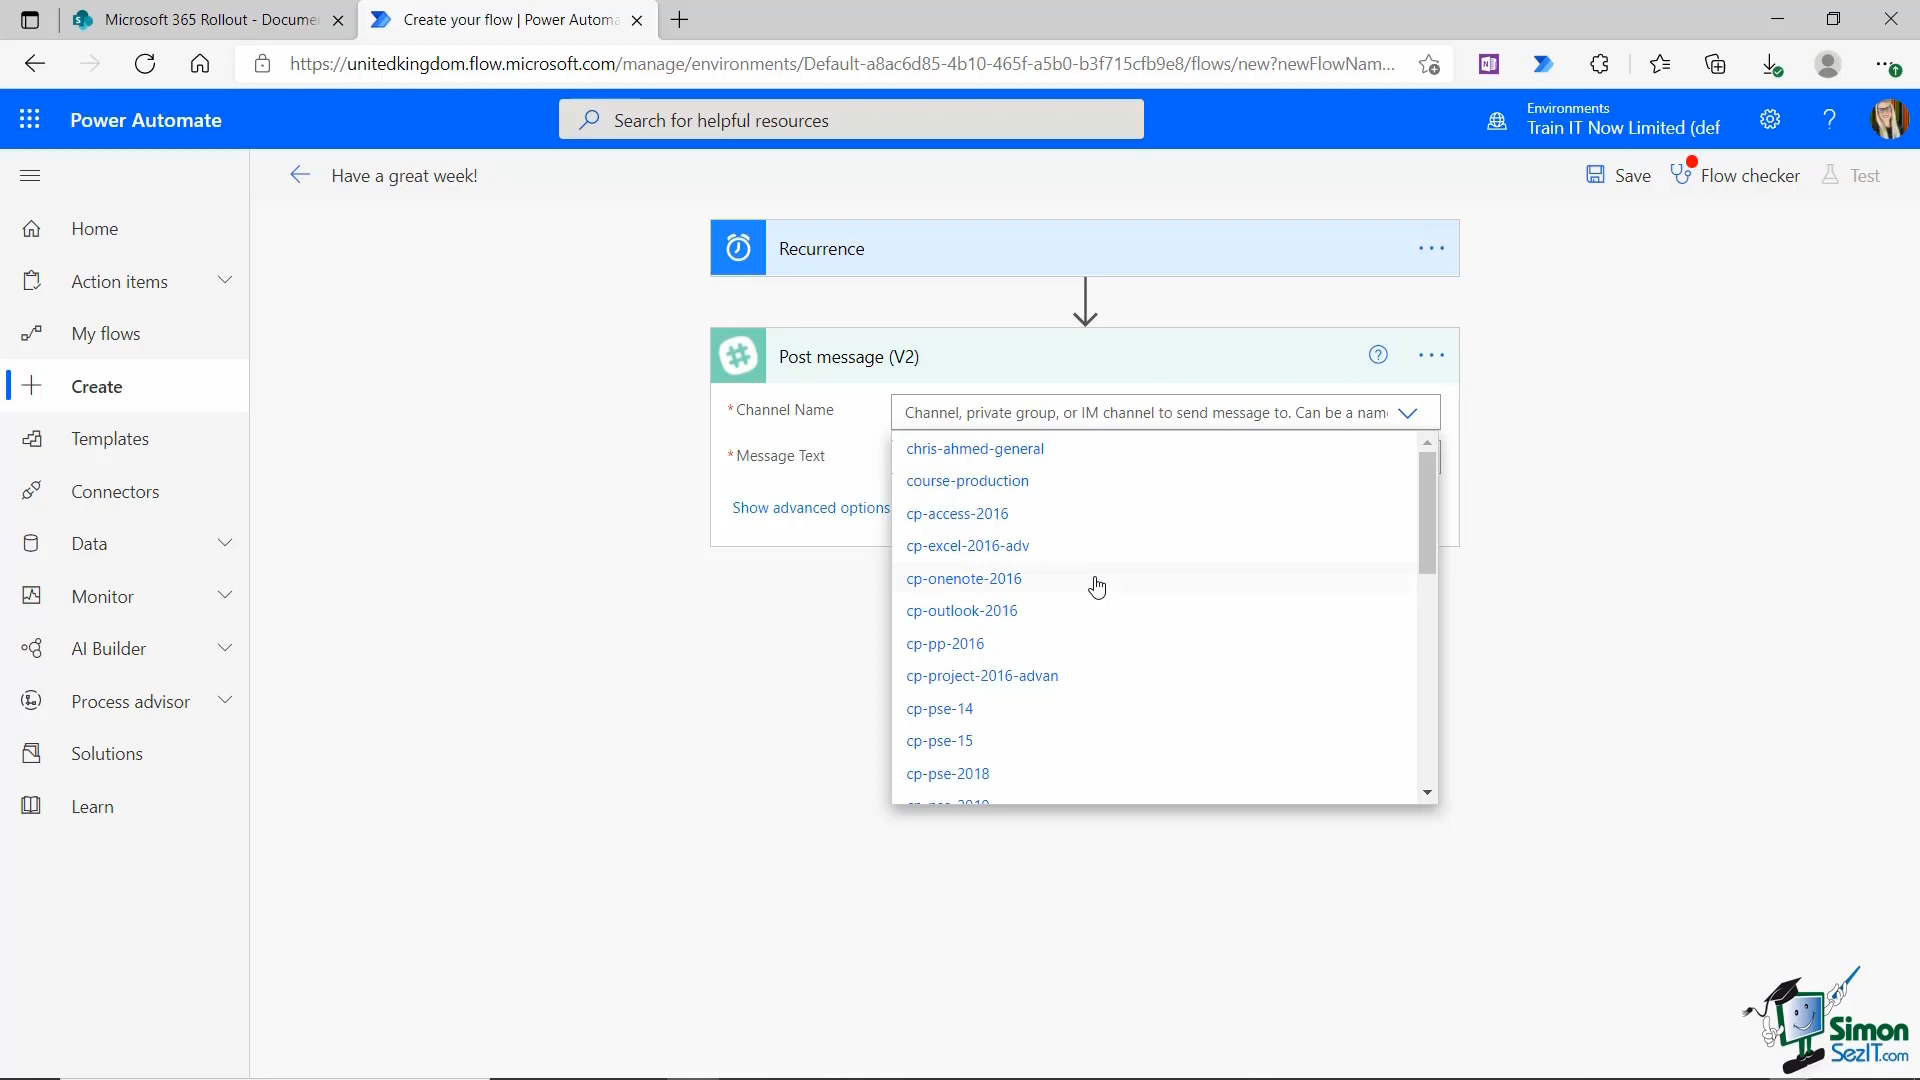 Microsoft 365 Rollout - Docume
Create your flow | Power Automa
https://unitedkingdom.flow.microsoft.com/manage/environments/Default-a8ac6d85-4b10-465f-a5b0-b3f715cfb9e8/flows/new?newFlowNam...
Power Automate
Search for helpful resources
Environments
Train IT Now Limited (def
Have a great week!
Save
Flow checker
Test
Home
Action items
My flows
Create
Templates
Connectors
Data
Monitor
AI Builder
Process advisor
Solutions
Learn
Recurrence
Post message (V2)
* Channel Name
Channel, private group, or IM channel to send message to. Can be a nam
* Message Text
Show advanced options
chris-ahmed-general
course-production
cp-access-2016
cp-excel-2016-adv
cp-onenote-2016
cp-outlook-2016
cp-pp-2016
cp-project-2016-advan
cp-pse-14
cp-pse-15
cp-pse-2018
Simon
SezIT.com